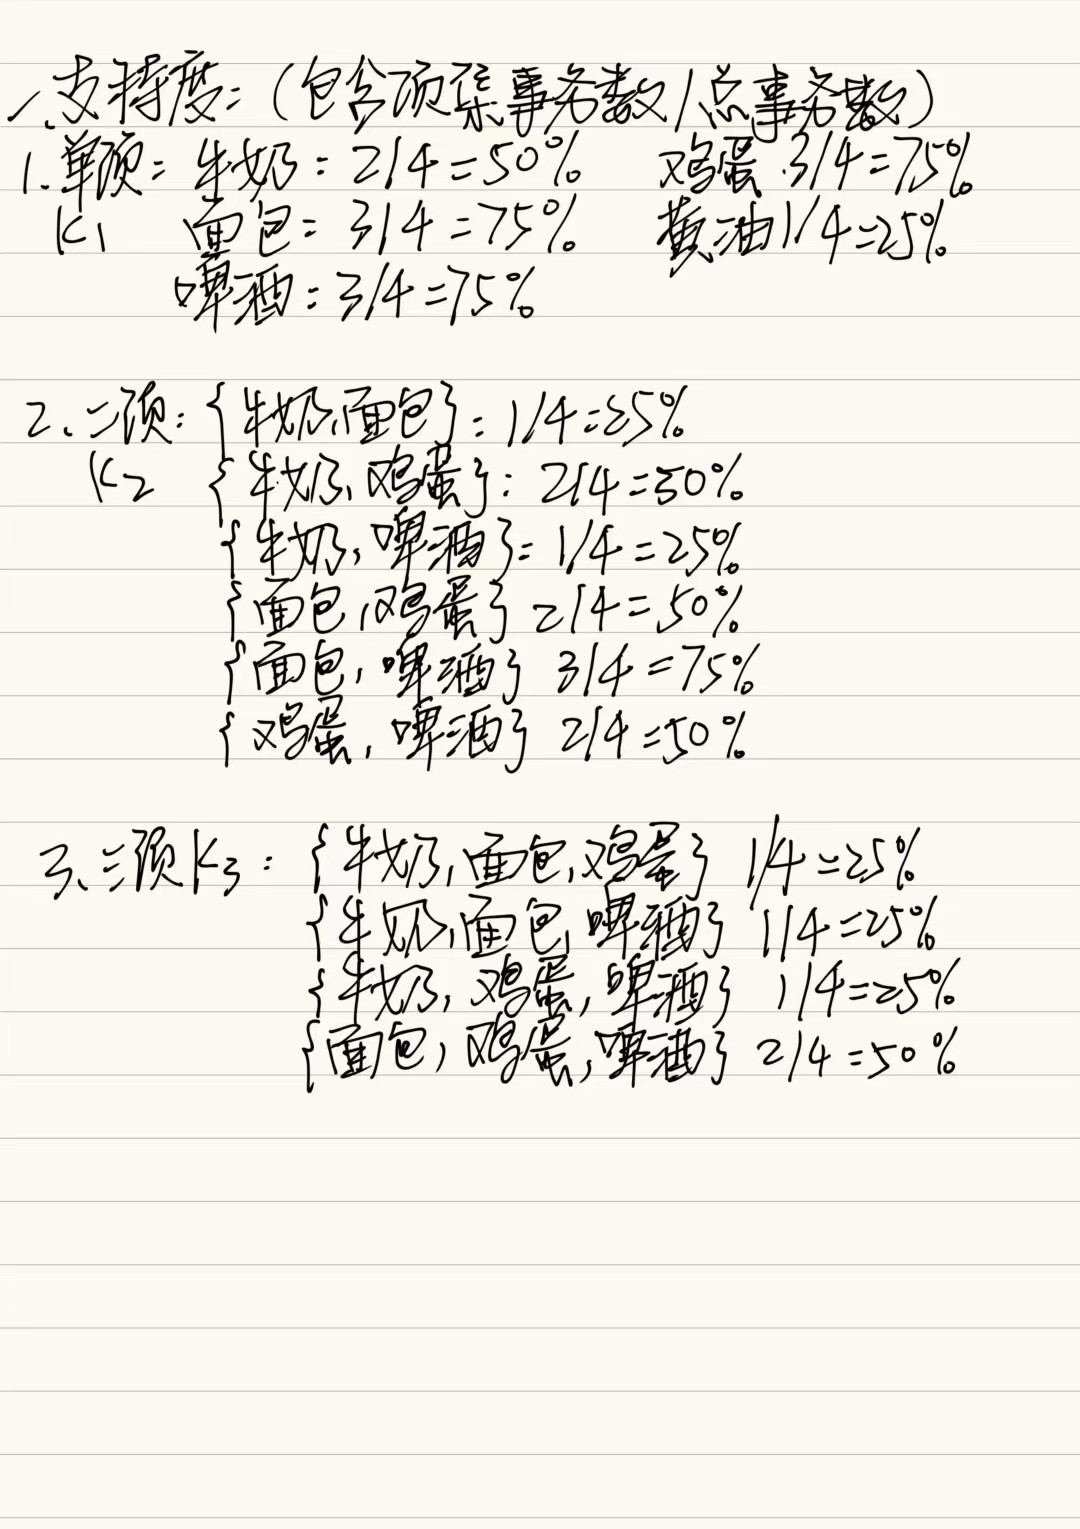 一、支持度:(包含项集事务数/总事务数)
1.单项:牛奶:2/4=50% 鸡蛋 3/4=75%
K1 面包:3/4=75% 黄油1/4=25%
啤酒:3/4=75%
2、二项:{牛奶,面包}:1/4=25%
K2 {牛奶,鸡蛋}:2/4=50%
{牛奶,啤酒}:1/4=25%
{面包,鸡蛋} 2/4=50%
{面包,啤酒} 3/4=75%
{鸡蛋,啤酒} 2/4=50%
3、三项K3:{牛奶,面包,鸡蛋} 1/4=25%
{牛奶,面包,啤酒} 1/4=25%
{牛奶,鸡蛋,啤酒} 1/4=25%
{面包,鸡蛋,啤酒} 2/4=50%